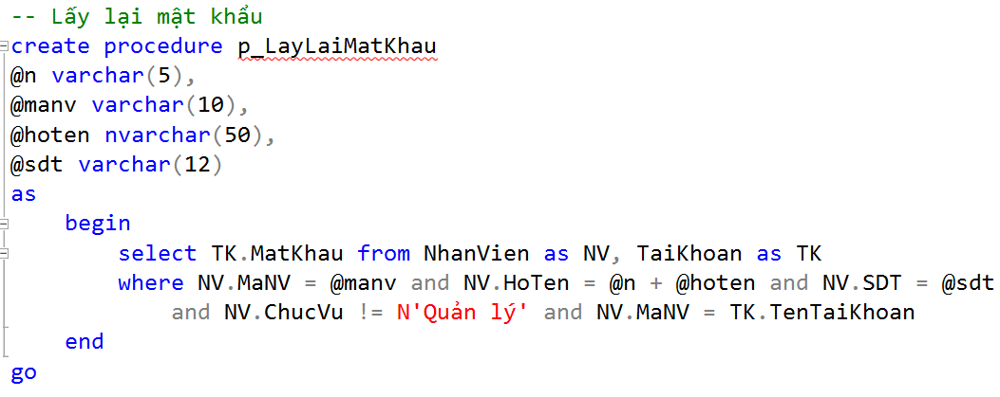 -- Lấy lại mật khẩu
create procedure p_LayLaiMatKhau
@n varchar(5),
@manv varchar(10),
@hoten nvarchar(50),
@sdt varchar(12)
as
begin
select TK.MatKhau from NhanVien as NV, TaiKhoan as TK
where NV.MaNV = @manv and NV.HoTen = @n + @hoten and NV.SDT = @sdt
and NV.ChucVu != N'Quản lý' and NV.MaNV = TK.TenTaiKhoan
end
go